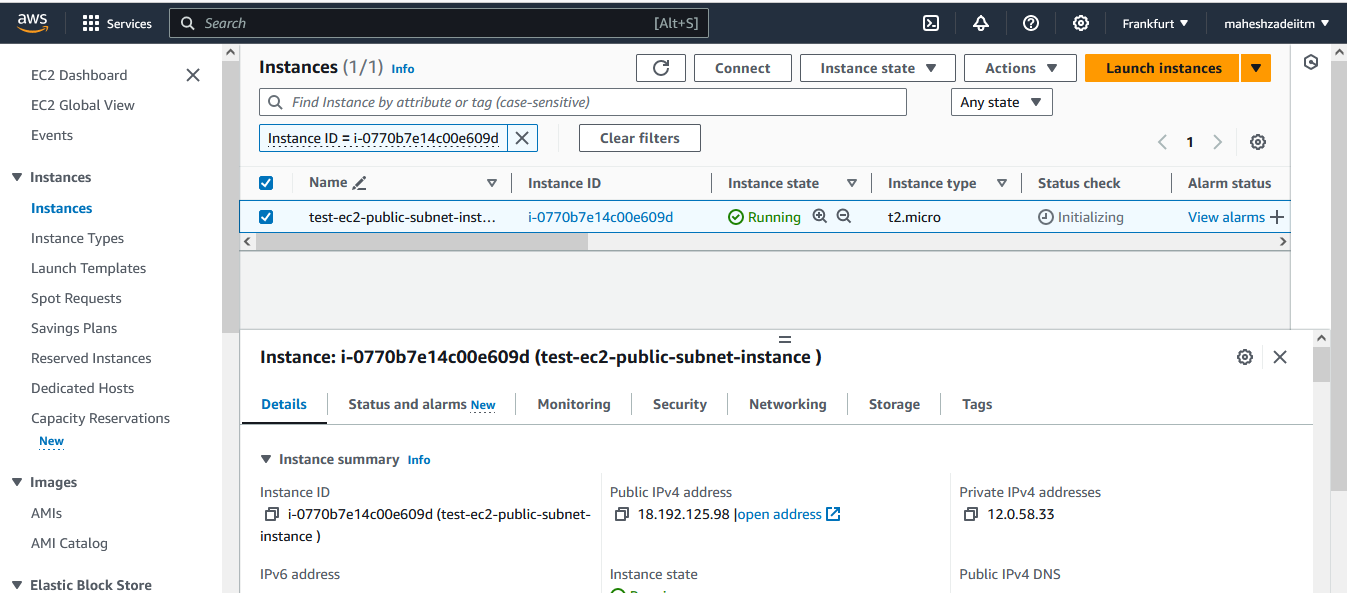 aws
Services
Search
[Alt+S]
Frankfurt
maheshzadeiitm
EC2 Dashboard
EC2 Global View
Events
Instances
Instances
Instance Types
Launch Templates
Spot Requests
Savings Plans
Reserved Instances
Dedicated Hosts
Capacity Reservations
New
Images
AMIs
AMI Catalog
Elastic Block Store
Instances (1/1) Info
Connect
Instance state
Actions
Launch instances
Find Instance by attribute or tag (case-sensitive)
Any state
Instance ID = i-0770b7e14c00e609d
Clear filters
1
Name
Instance ID
Instance state
Instance type
Status check
Alarm status
test-ec2-public-subnet-inst...
i-0770b7e14c00e609d
Running
t2.micro
Initializing
View alarms
Instance: i-0770b7e14c00e609d (test-ec2-public-subnet-instance )
Details
Status and alarms New
Monitoring
Security
Networking
Storage
Tags
Instance summary Info
Instance ID
i-0770b7e14c00e609d (test-ec2-public-subnet-
instance )
Public IPv4 address
18.192.125.98 |open address
Private IPv4 addresses
12.0.58.33
IPv6 address
Instance state
Public IPv4 DNS